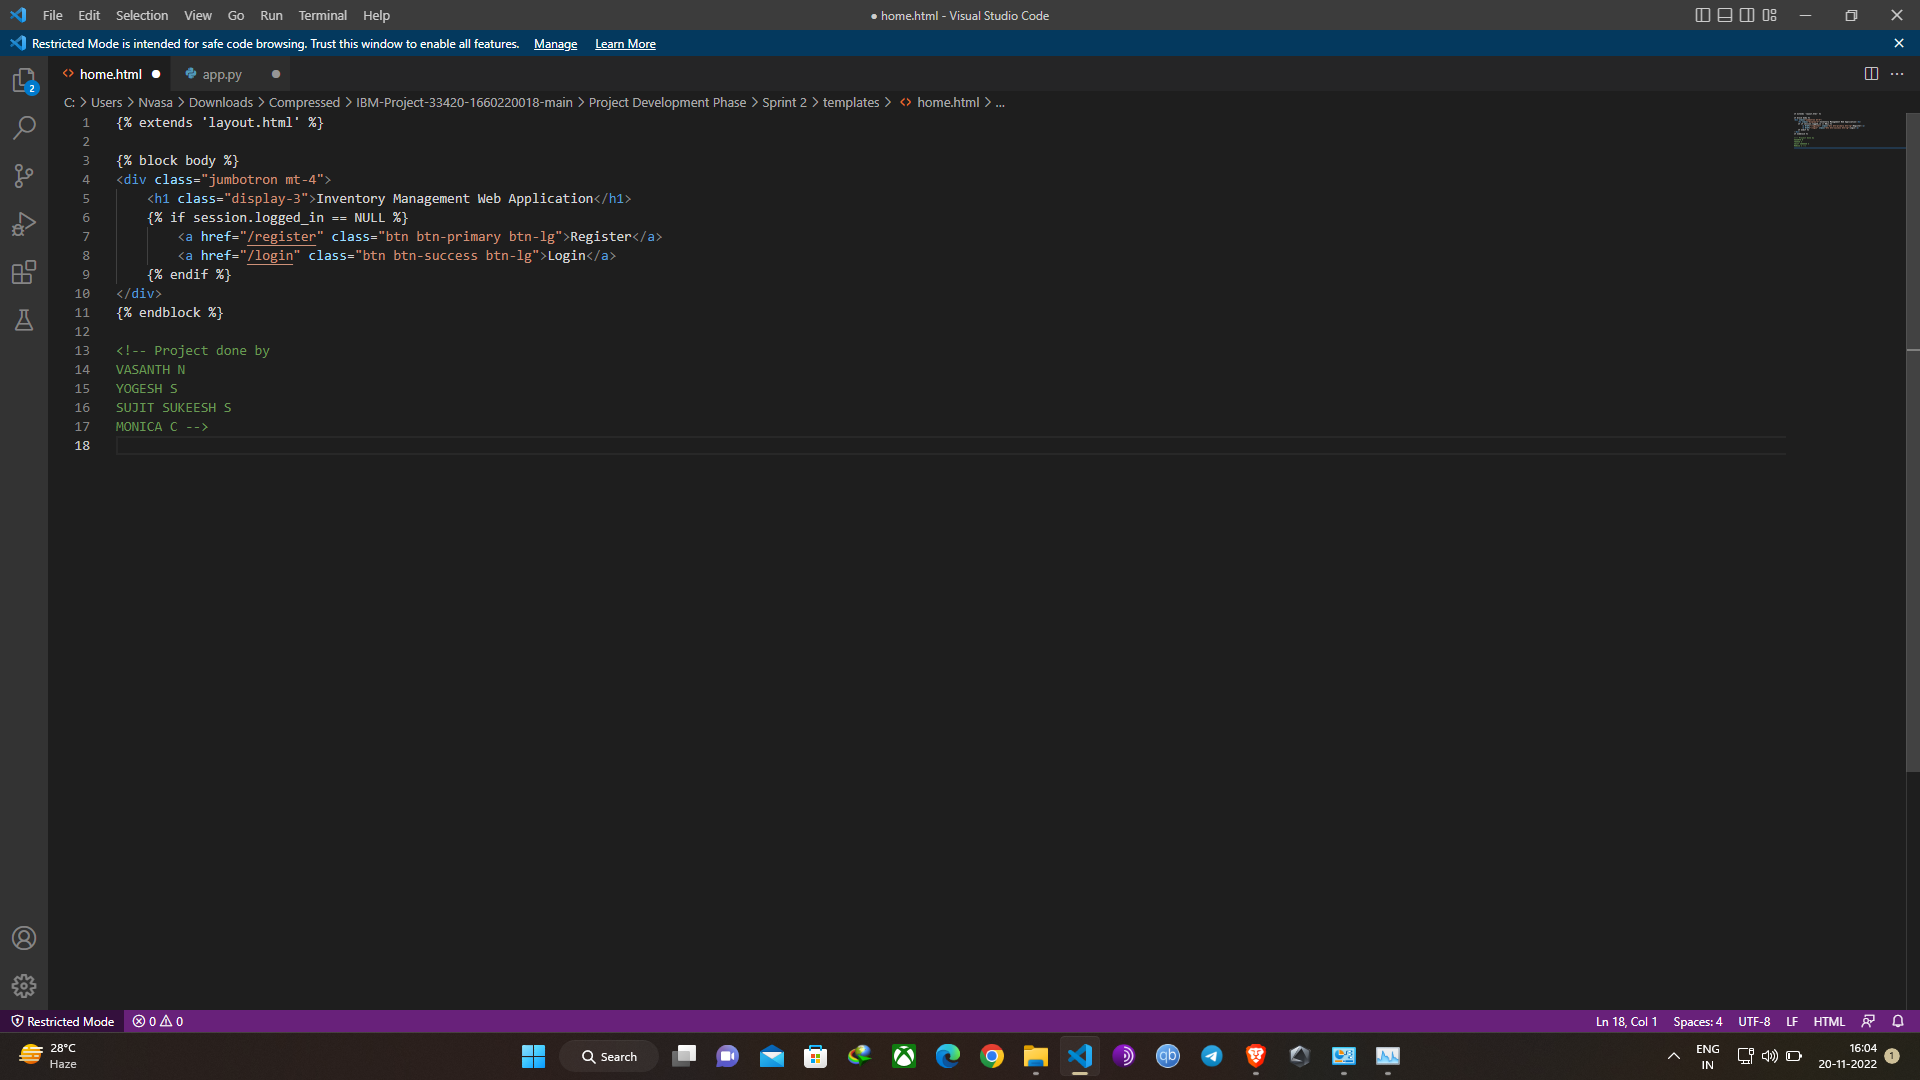 File Edit Selection View Go Run Terminal Help
● home.html - Visual Studio Code
Restricted Mode is intended for safe code browsing. Trust this window to enable all features. Manage Learn More
home.html
app.py
2
C: > Users > Nvasa > Downloads > Compressed > IBM-Project-33420-1660220018-main > Project Development Phase > Sprint 2 > templates > <> home.html > ...
1 {% extends 'layout.html' %}
2
3 {% block body %}
4 <div class="jumbotron mt-4">
5 <h1 class="display-3">Inventory Management Web Application</h1>
6 {% if session.logged_in == NULL %}
7 <a href="/register" class="btn btn-primary btn-lg">Register</a>
8 <a href="/login" class="btn btn-success btn-lg">Login</a>
9 {% endif %}
10 </div>
11 {% endblock %}
12
13 <!-- Project done by
14 VASANTH N
15 YOGESH S
16 SUJIT SUKEESH S
17 MONICA C -->
18
Restricted Mode 0 0
Ln 18, Col 1 Spaces: 4 UTF-8 LF HTML
28°C
Haze
Search
qb
ENG
IN
16:04
20-11-2022
1